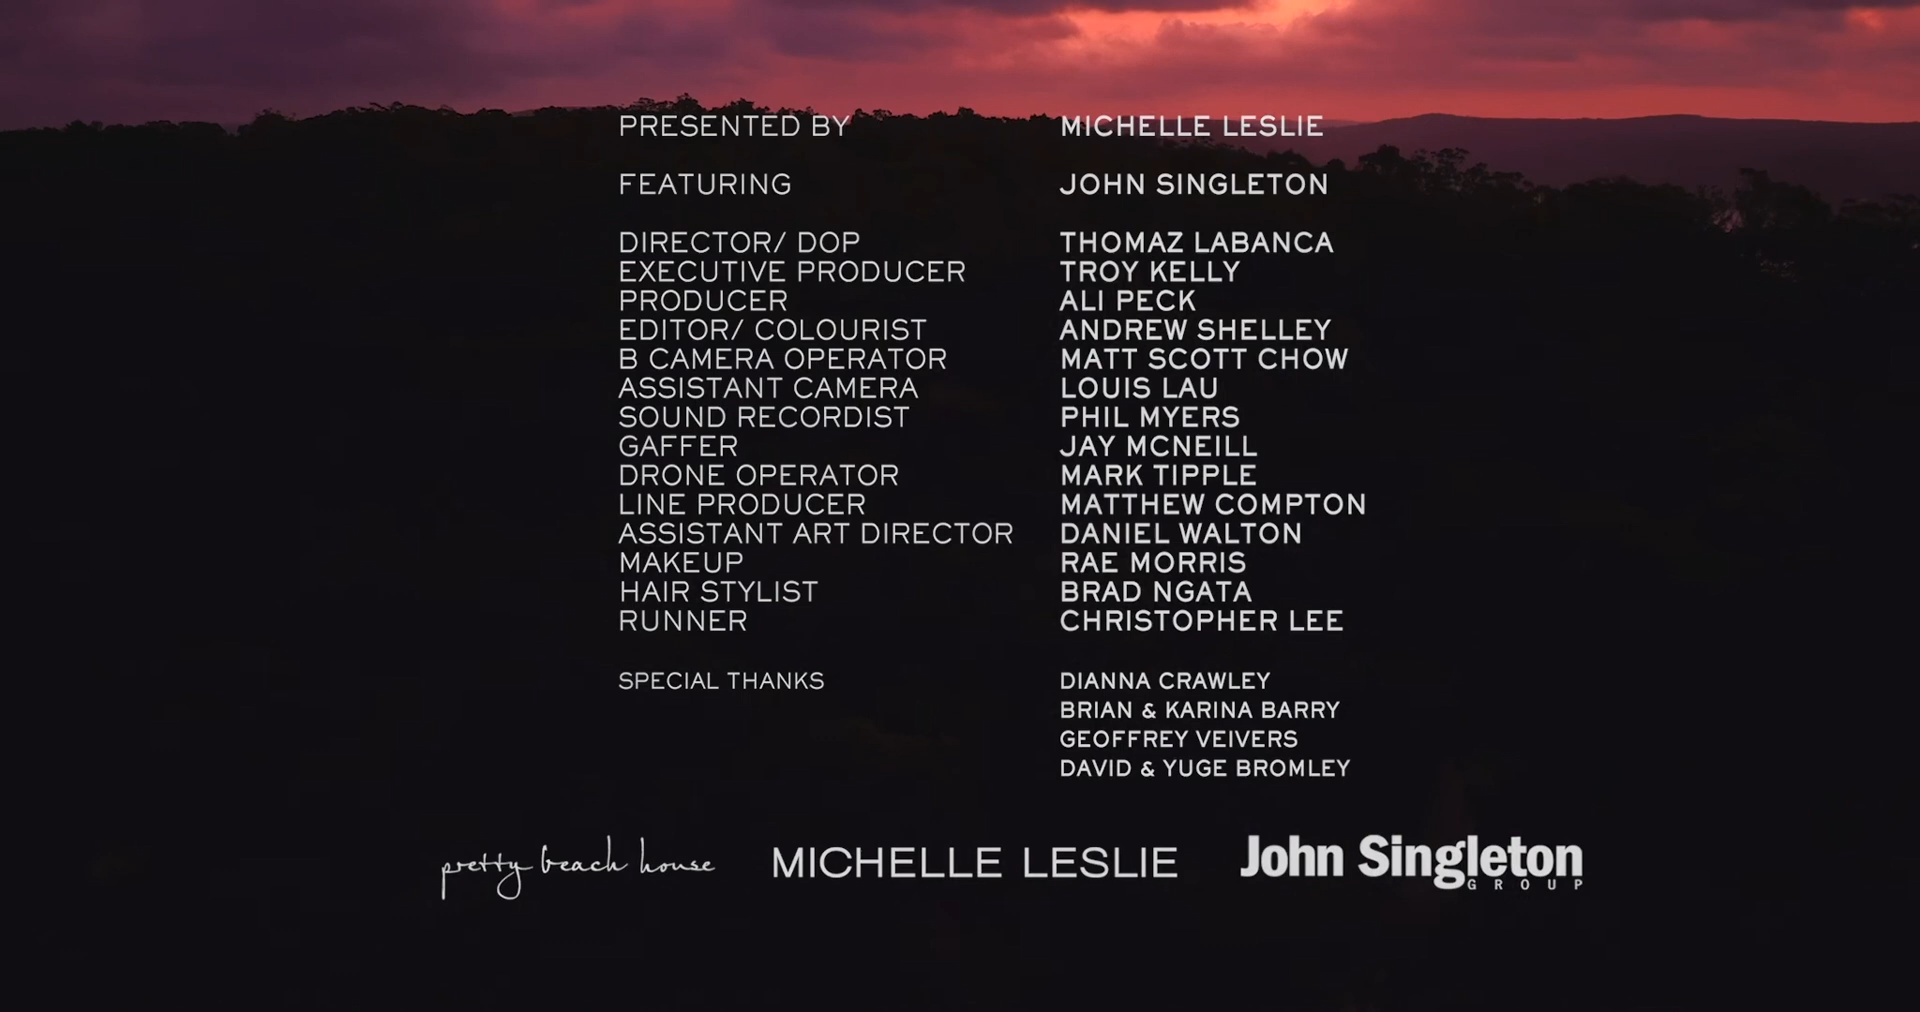 PRESENTED BY MICHELLE LESLIE
FEATURING JOHN SINGLETON
DIRECTOR/ DOP THOMAZ LABANCA
EXECUTIVE PRODUCER TROY KELLY
PRODUCER ALI PECK
EDITOR/ COLOURIST ANDREW SHELLEY
B CAMERA OPERATOR MATT SCOTT CHOW
ASSISTANT CAMERA LOUIS LAU
SOUND RECORDIST PHIL MYERS
GAFFER JAY MCNEILL
DRONE OPERATOR MARK TIPPLE
LINE PRODUCER MATTHEW COMPTON
ASSISTANT ART DIRECTOR DANIEL WALTON
MAKEUP RAE MORRIS
HAIR STYLIST BRAD NGATA
RUNNER CHRISTOPHER LEE
SPECIAL THANKS DIANNA CRAWLEY
BRIAN & KARINA BARRY
GEOFFREY VEIVERS
DAVID & YUGE BROMLEY
pretty beach house MICHELLE LESLIE John Singleton
GROUP